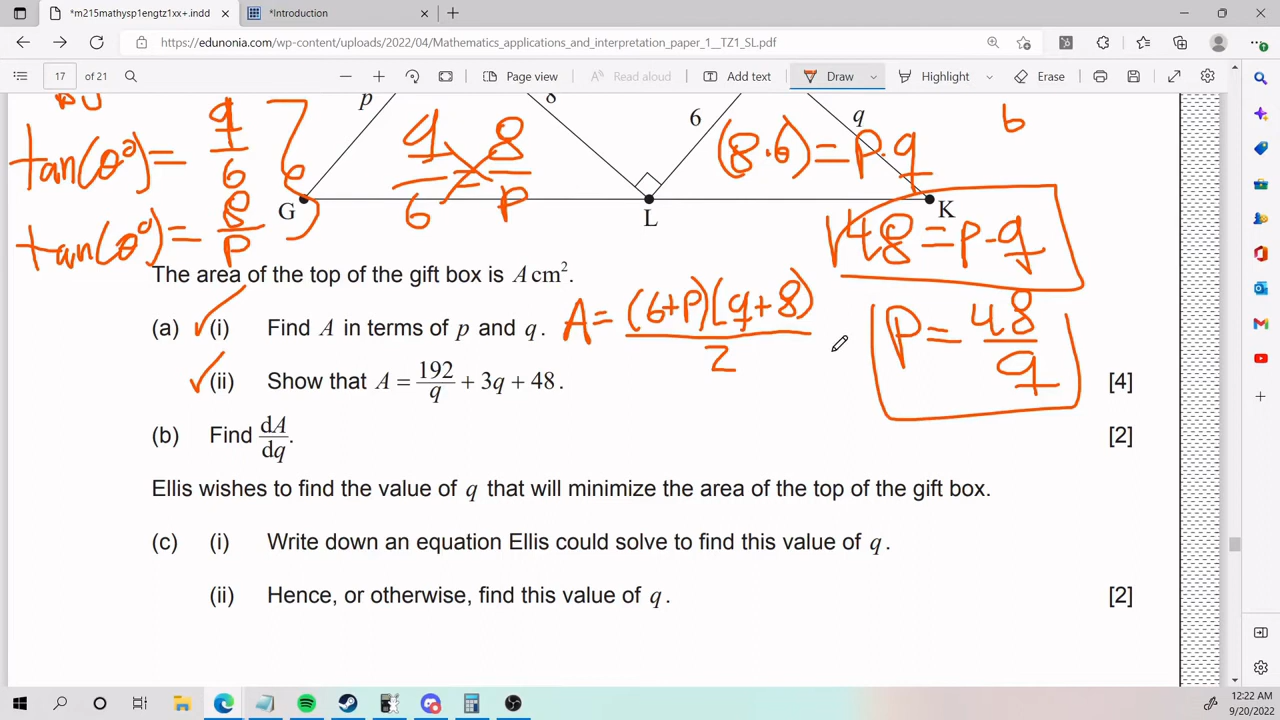 *m215mathysp1engtz1xx+.indd
*Introduction
https://edunonia.com/wp-content/uploads/2022/04/Mathematics_applications_and_interpretation_paper_1__TZ1_SL.pdf
17 of 21
Page view
Read aloud
Add text
Draw
Highlight
Erase
p
8
6
q
6
tan(θ°) = q/6
tan(θ°) = 8/p
q/6 = 8/p
(8·6) = p·q
G
L
K
48 = p·q
The area of the top of the gift box is A cm².
(a) (i) Find A in terms of p and q.
A = (6+p)(q+8)/2
p = 48/q
(ii) Show that A = 192/q + 3q + 48.
[4]
(b) Find dA/dq.
[2]
Ellis wishes to find the value of q that will minimize the area of the top of the gift box.
(c) (i) Write down an equation Ellis could solve to find this value of q.
(ii) Hence, or otherwise, find this value of q.
[2]
12:22 AM
9/20/2022